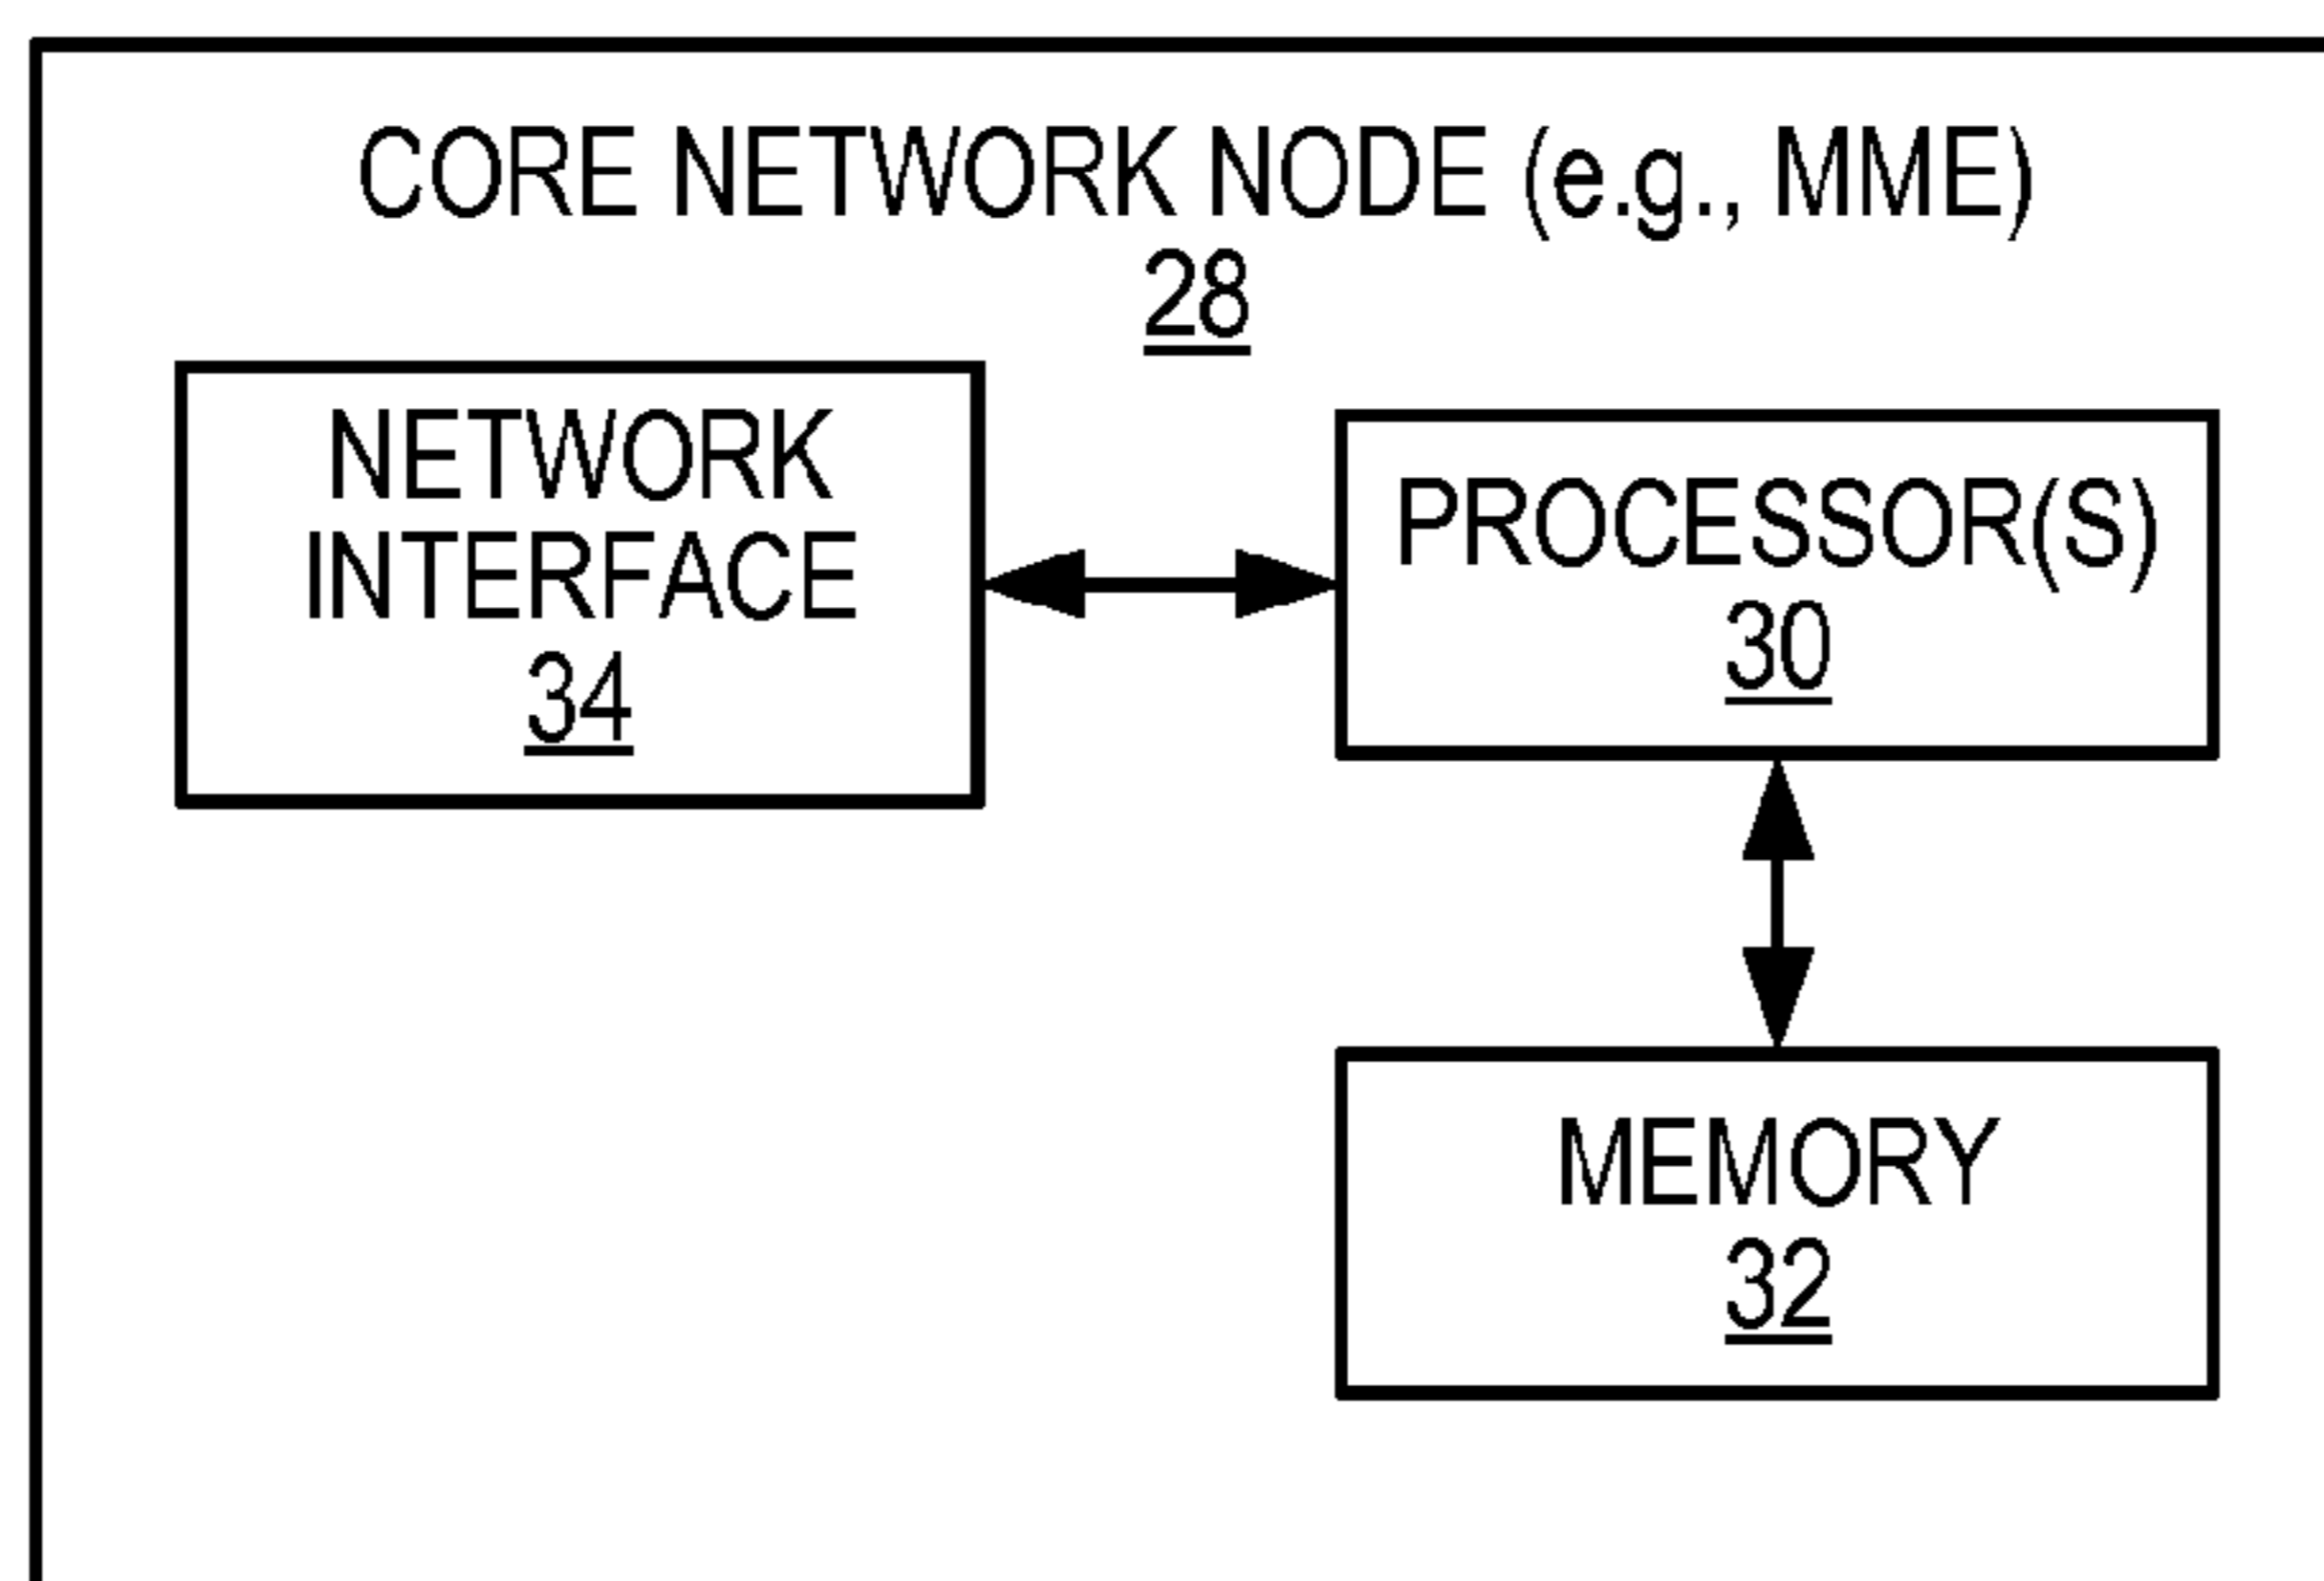 CORE NETWORK NODE (e.g., MME)
28
NETWORK
INTERFACE
34
PROCESSOR(S)
30
MEMORY
32